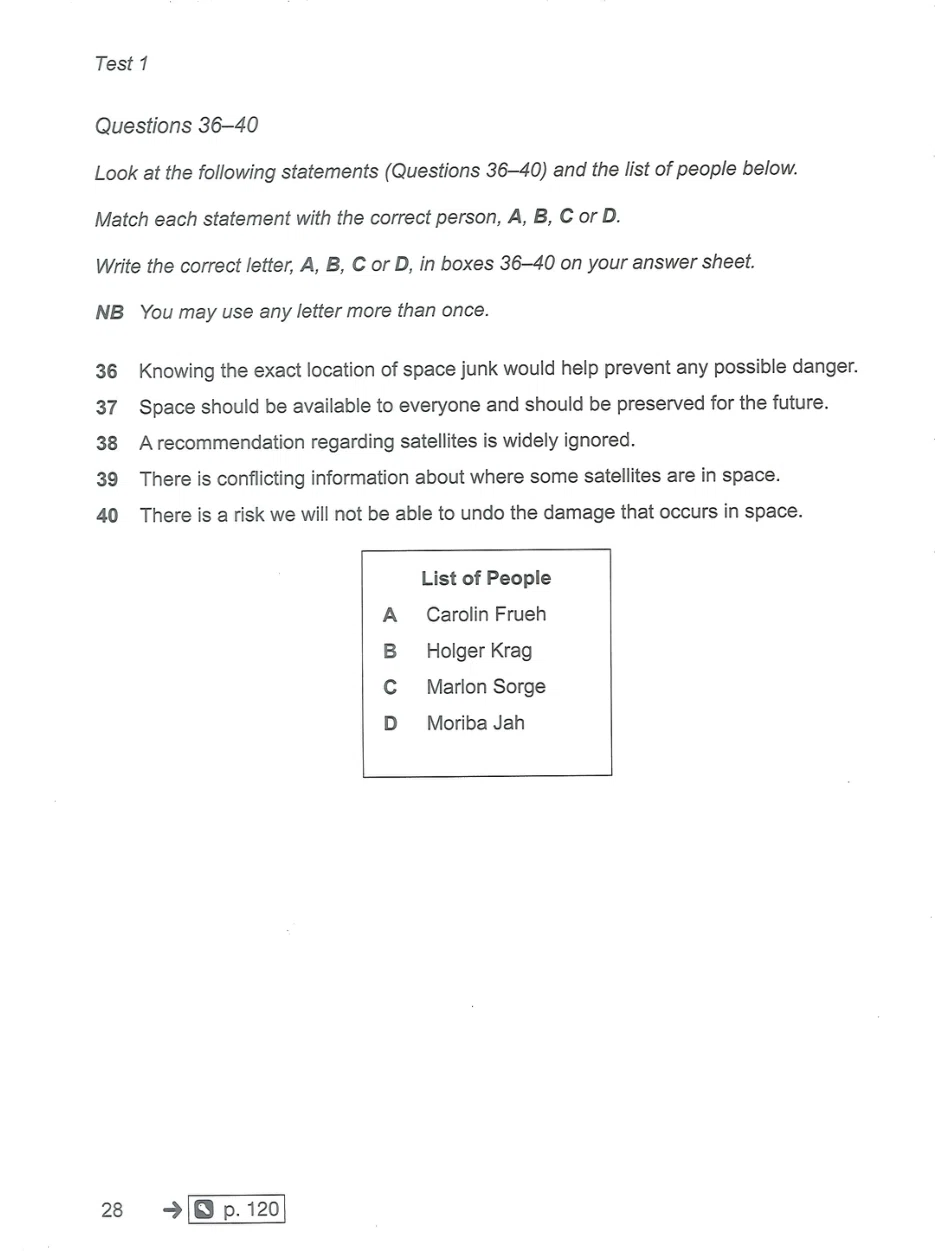 Test 1
Questions 36–40
Look at the following statements (Questions 36–40) and the list of people below.
Match each statement with the correct person, A, B, C or D.
Write the correct letter, A, B, C or D, in boxes 36–40 on your answer sheet.
NB You may use any letter more than once.
36 Knowing the exact location of space junk would help prevent any possible danger.
37 Space should be available to everyone and should be preserved for the future.
38 A recommendation regarding satellites is widely ignored.
39 There is conflicting information about where some satellites are in space.
40 There is a risk we will not be able to undo the damage that occurs in space.
List of People
A Carolin Frueh
B Holger Krag
C Marlon Sorge
D Moriba Jah
28 → p. 120